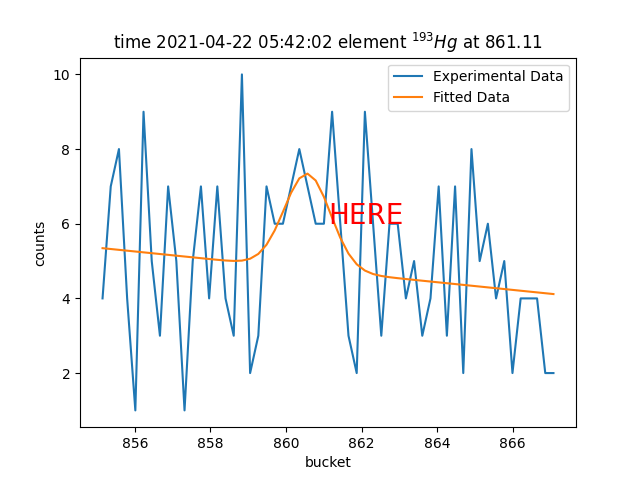 time 2021-04-22 05:42:02 element ¹⁹³Hg at 861.11
Experimental Data
Fitted Data
HERE
counts
10
8
6
4
2
856 858 860 862 864 866
bucket